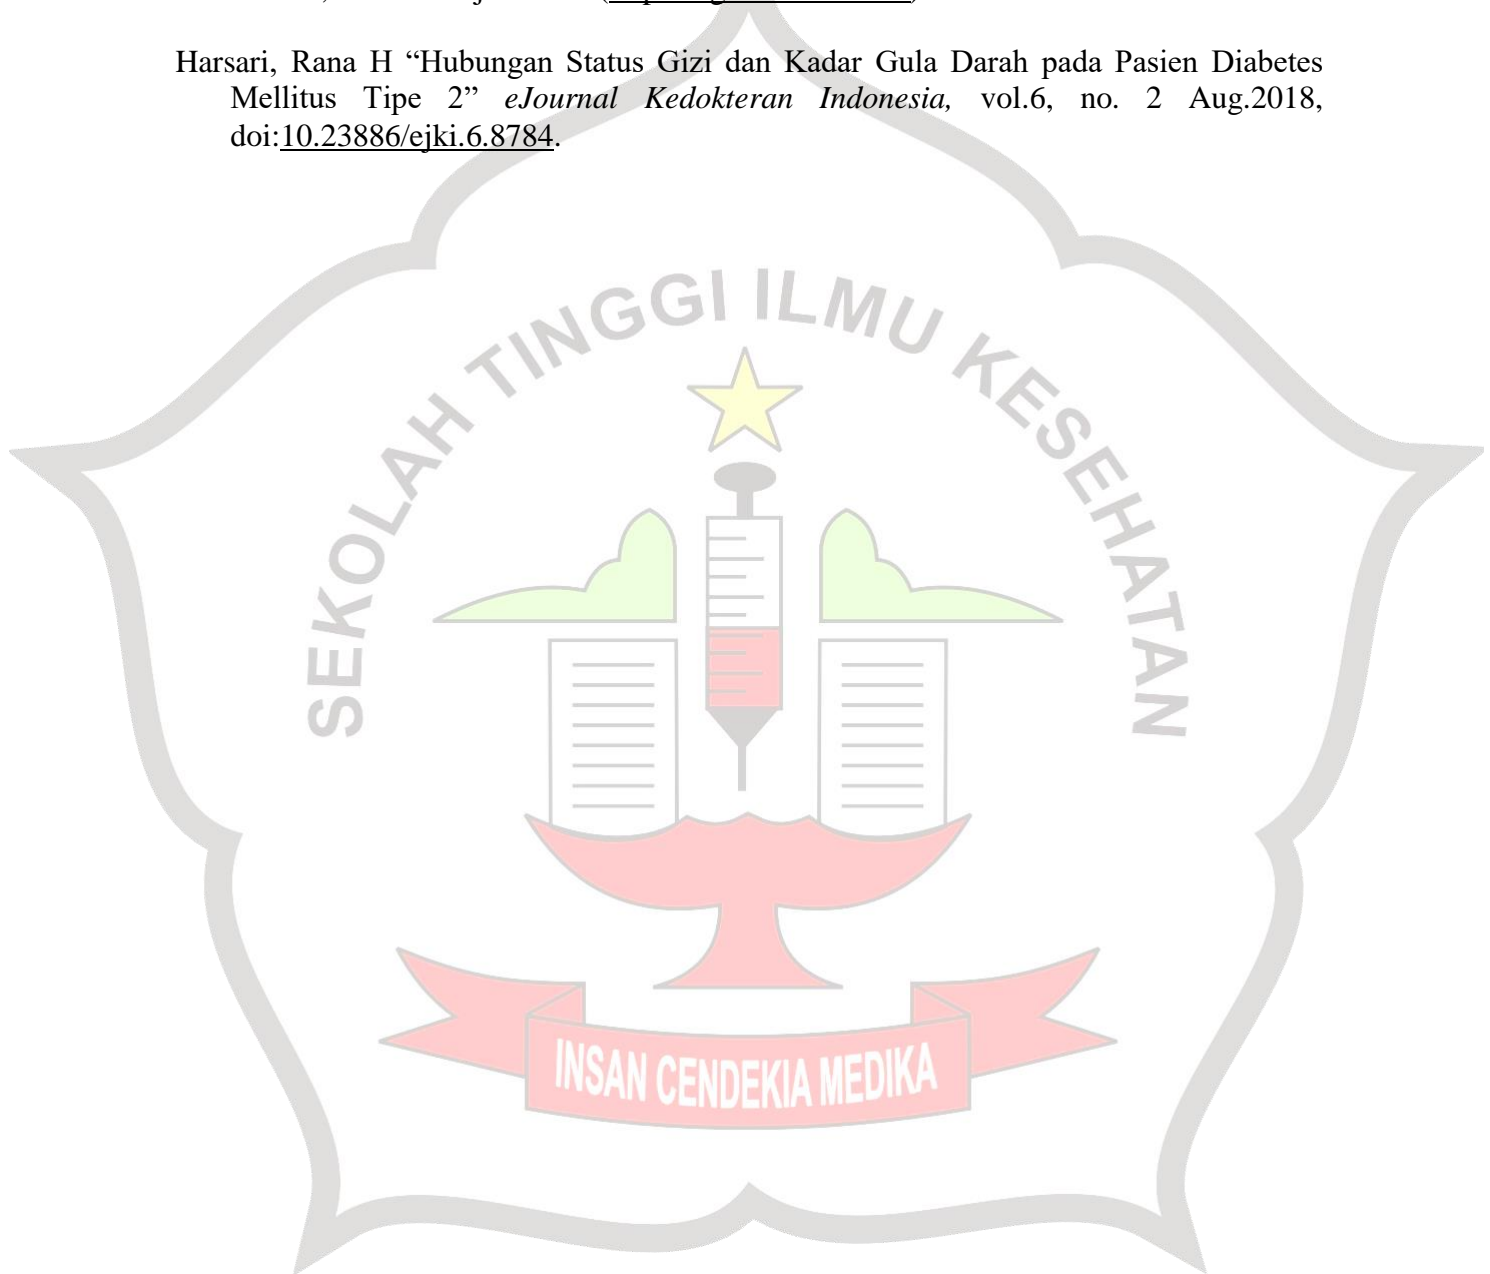 Harsari, Rana H “Hubungan Status Gizi dan Kadar Gula Darah pada Pasien Diabetes
Mellitus Tipe 2” eJournal Kedokteran Indonesia, vol.6, no. 2 Aug.2018,
doi:10.23886/ejki.6.8784.
SEKOLAH TINGGI ILMU KESEHATAN
INSAN CENDEKIA MEDIKA